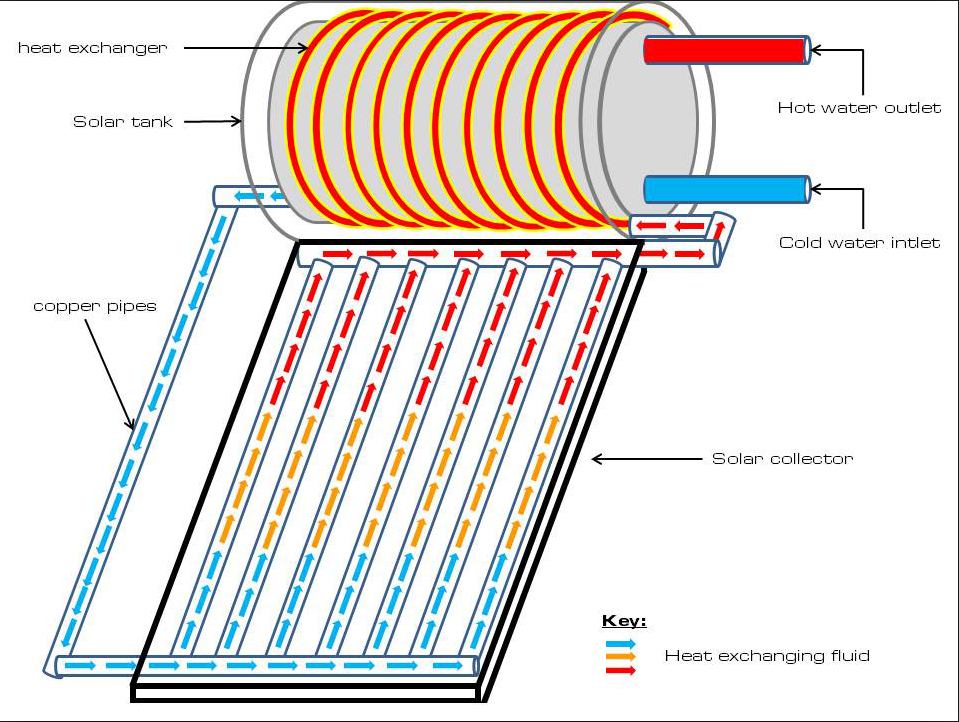 heat exchanger
Solar tank
Hot water outlet
Cold water intlet
copper pipes
Solar collector
Key:
Heat exchanging fluid